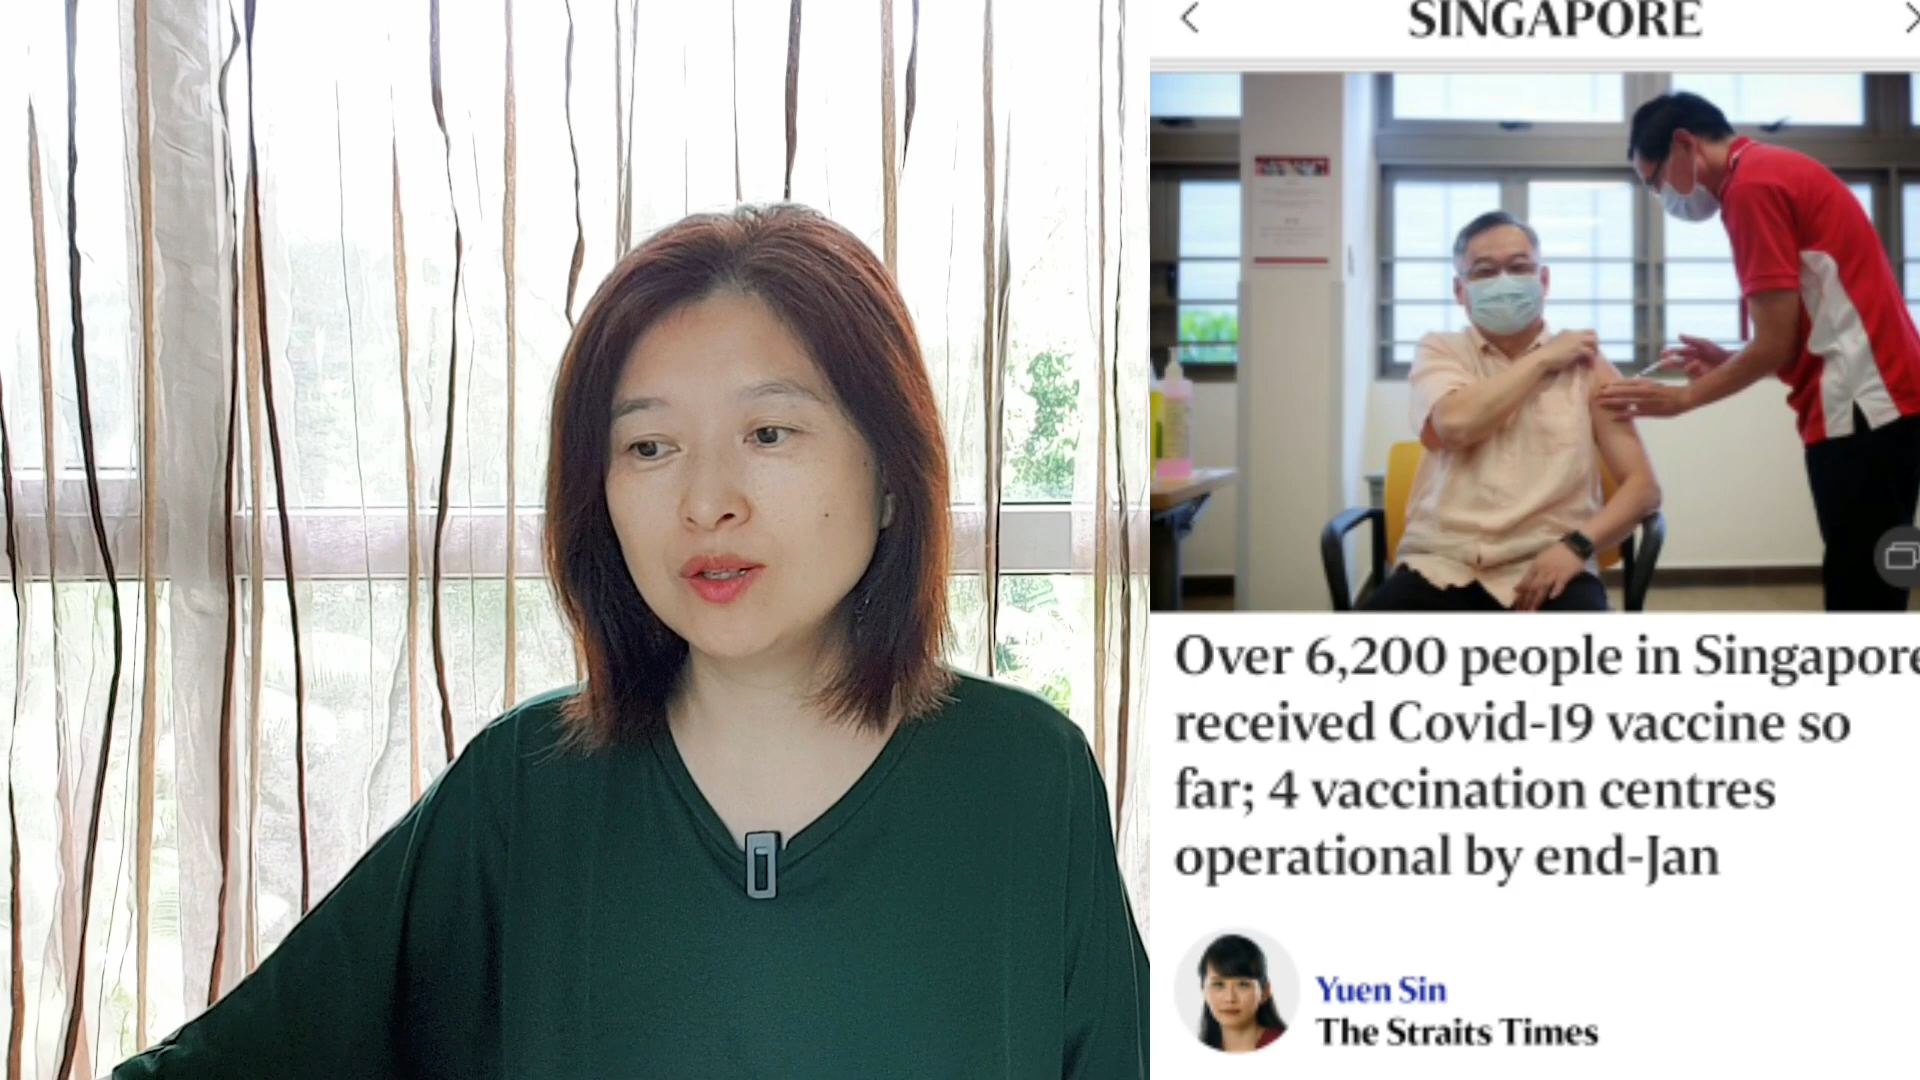 SINGAPORE
Over 6,200 people in Singapore
received Covid-19 vaccine so
far; 4 vaccination centres
operational by end-Jan
Yuen Sin
The Straits Times